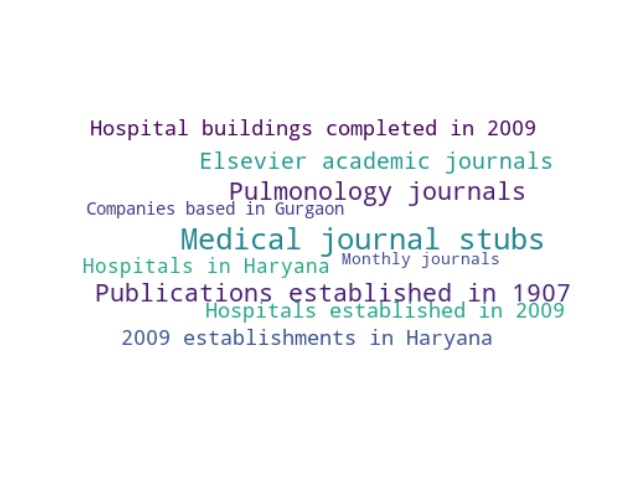 Hospital buildings completed in 2009
Elsevier academic journals
Pulmonology journals
Companies based in Gurgaon
Medical journal stubs
Monthly journals
Hospitals in Haryana
Publications established in 1907
Hospitals established in 2009
2009 establishments in Haryana